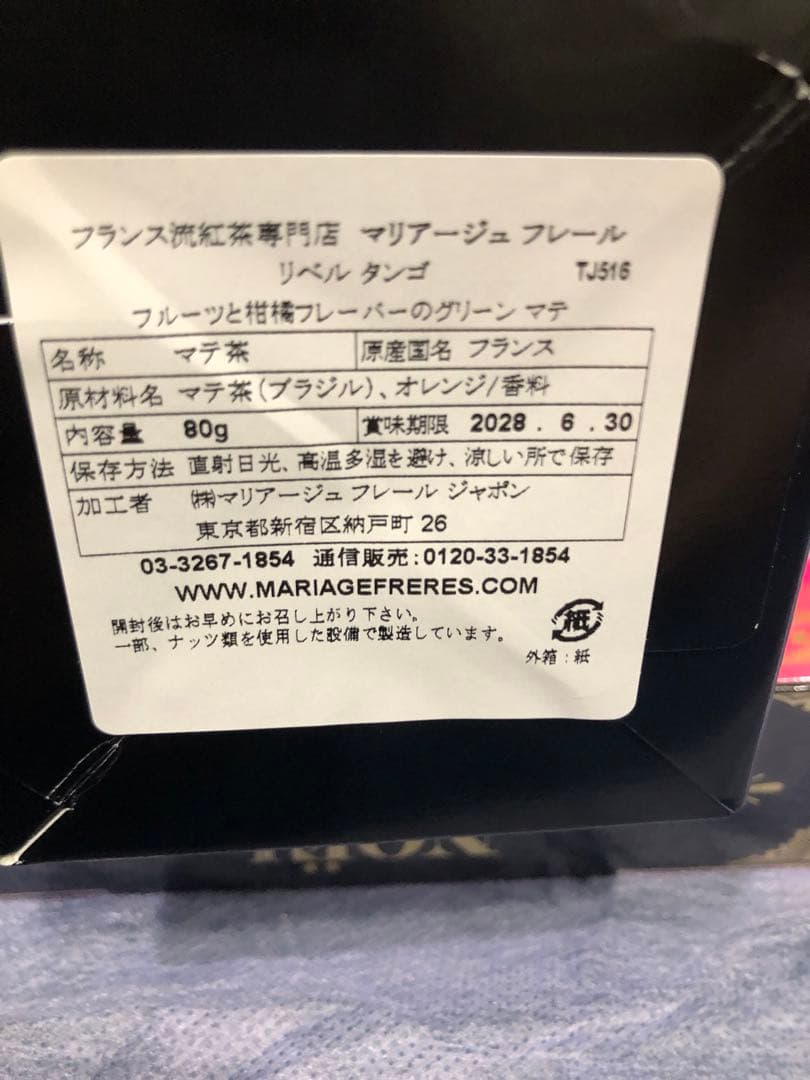 フランス流紅茶専門店 マリアージュ フレール
リベル タンゴ TJ516
フルーツと柑橘フレーバーのグリーン マテ
名称 マテ茶 原産国名 フランス
原材料名 マテ茶(ブラジル)、オレンジ/香料
内容量 80g 賞味期限 2028 . 6 . 30
保存方法 直射日光、高温多湿を避け、涼しい所で保存
加工者 ㈱マリアージュ フレール ジャポン
東京都新宿区納戸町 26
03-3267-1854 通信販売:0120-33-1854
WWW.MARIAGEFRERES.COM
開封後はお早めにお召し上がり下さい。
一部、ナッツ類を使用した設備で製造しています。
紙
外箱:紙